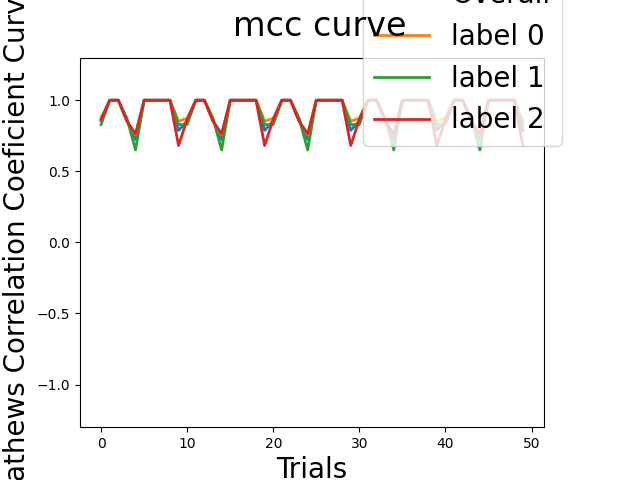 mcc curve
Overall
label 0
label 1
label 2
athews Correlation Coeficient Curv
1.0
0.5
0.0
−0.5
−1.0
0
10
20
30
40
50
Trials